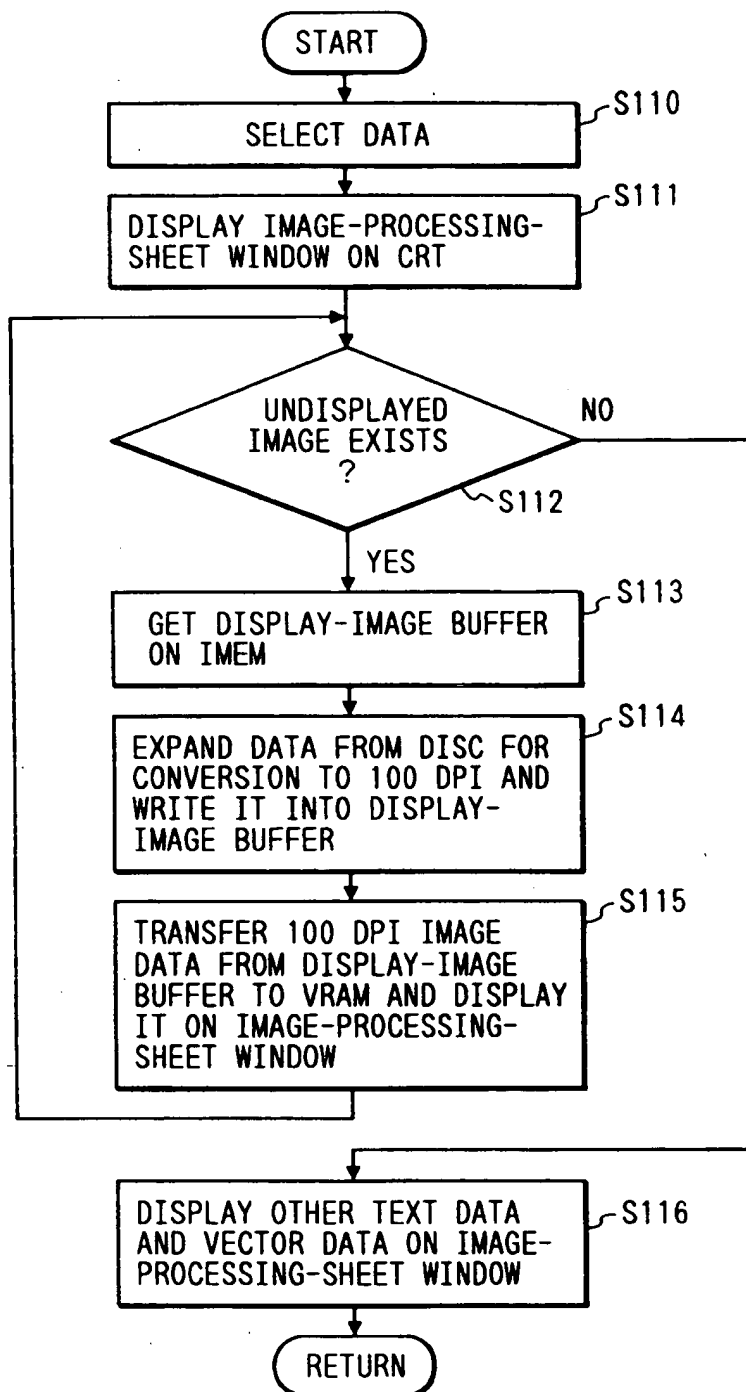 START
S110
SELECT DATA
S111
DISPLAY IMAGE-PROCESSING-
SHEET WINDOW ON CRT
UNDISPLAYED
IMAGE EXISTS
?
NO
S112
YES
S113
GET DISPLAY-IMAGE BUFFER
ON IMEM
S114
EXPAND DATA FROM DISC FOR
CONVERSION TO 100 DPI AND
WRITE IT INTO DISPLAY-
IMAGE BUFFER
S115
TRANSFER 100 DPI IMAGE
DATA FROM DISPLAY-IMAGE
BUFFER TO VRAM AND DISPLAY
IT ON IMAGE-PROCESSING-
SHEET WINDOW
S116
DISPLAY OTHER TEXT DATA
AND VECTOR DATA ON IMAGE-
PROCESSING-SHEET WINDOW
RETURN